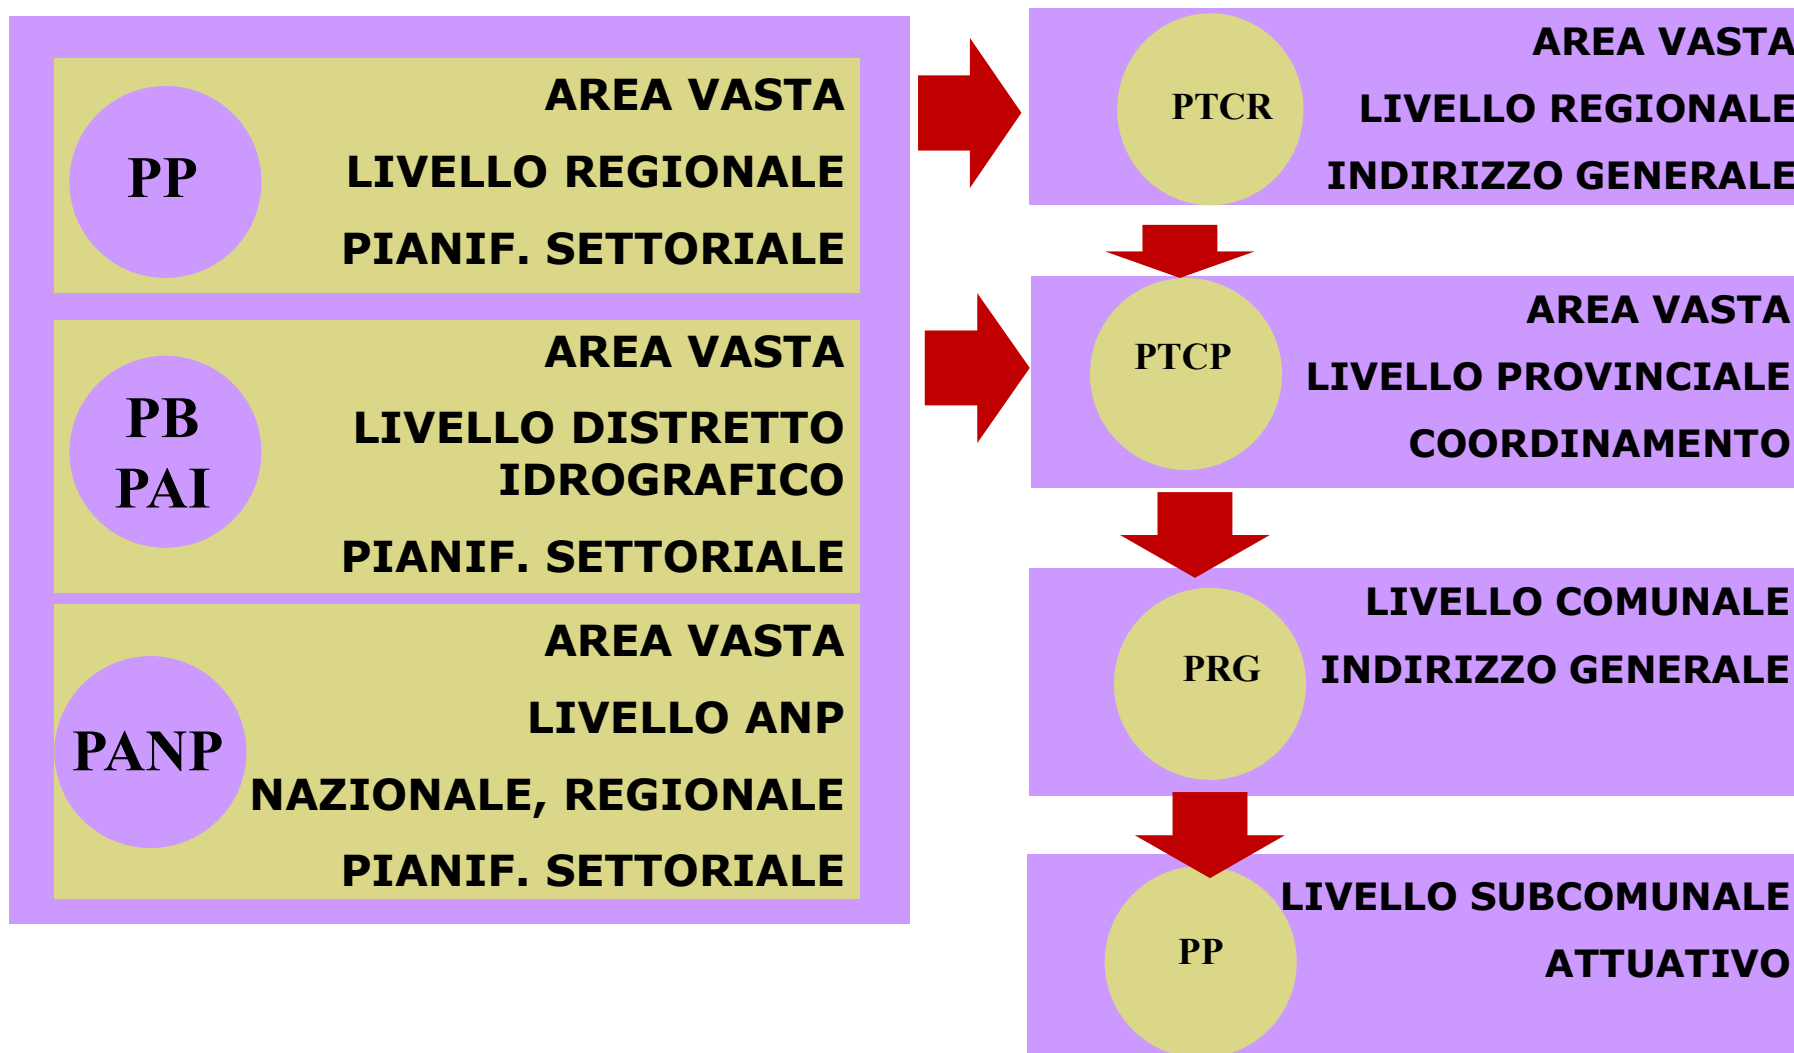 PP
AREA VASTA
LIVELLO REGIONALE
PIANIF. SETTORIALE
PB
PAI
AREA VASTA
LIVELLO DISTRETTO
IDROGRAFICO
PIANIF. SETTORIALE
PANP
AREA VASTA
LIVELLO ANP
NAZIONALE, REGIONALE
PIANIF. SETTORIALE
PTCR
AREA VASTA
LIVELLO REGIONALE
INDIRIZZO GENERALE
PTCP
AREA VASTA
LIVELLO PROVINCIALE
COORDINAMENTO
PRG
LIVELLO COMUNALE
INDIRIZZO GENERALE
PP
LIVELLO SUBCOMUNALE
ATTUATIVO